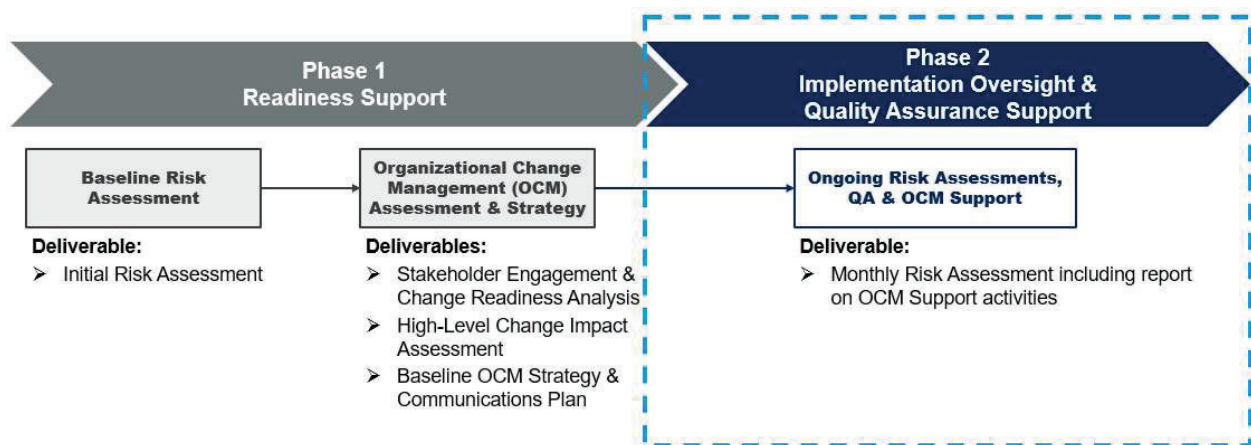 Phase 1
Readiness Support
Phase 2
Implementation Oversight &
Quality Assurance Support
Baseline Risk
Assessment
Organizational Change
Management (OCM)
Assessment & Strategy
Ongoing Risk Assessments,
QA & OCM Support
Deliverable:
➤ Initial Risk Assessment
Deliverables:
➤ Stakeholder Engagement &
Change Readiness Analysis
➤ High-Level Change Impact
Assessment
➤ Baseline OCM Strategy &
Communications Plan
Deliverable:
➤ Monthly Risk Assessment including report
on OCM Support activities